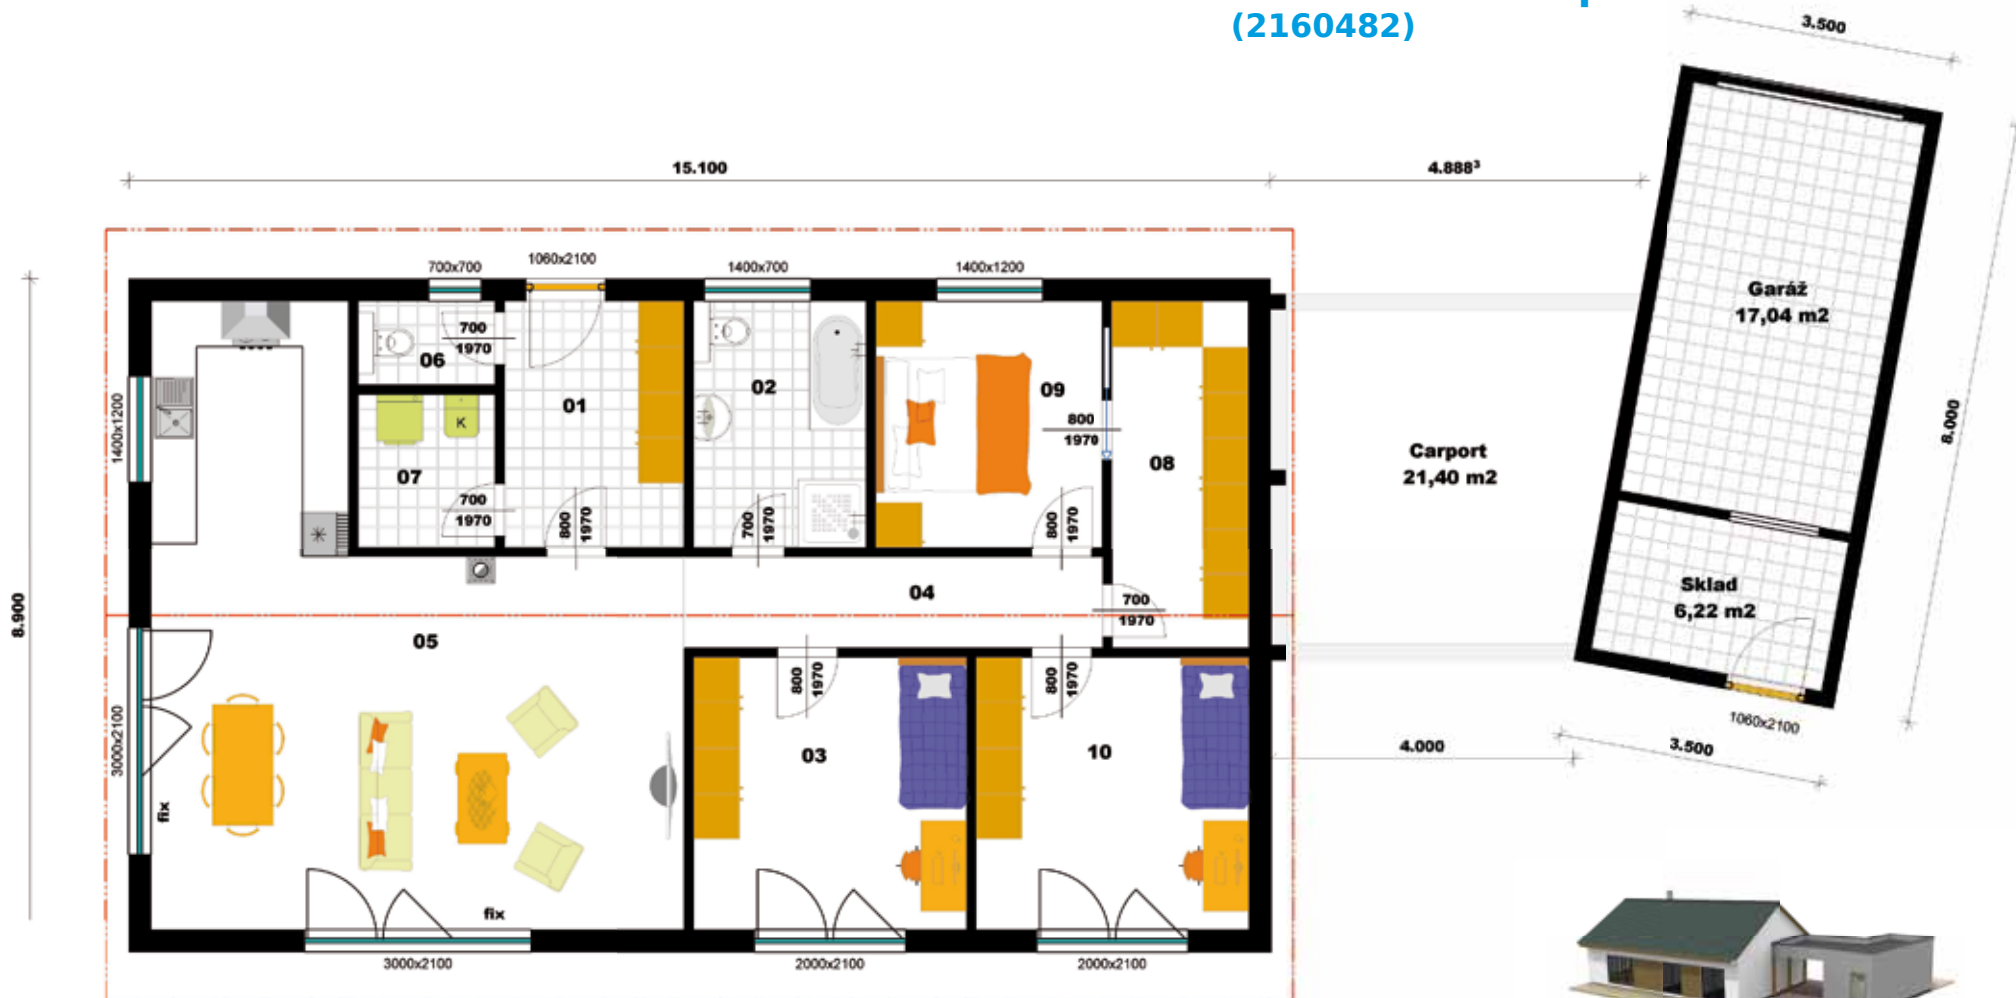 (2160482)
3.500
15.100
4.888³
700x700
1060x2100
1400x700
1400x1200
Garáž
17,04 m2
700
1970
06
01
02
09
800
1970
08
1400x1200
K
07
700
1970
800
1970
700
1970
800
1970
Carport
21,40 m2
8.000
8.900
04
05
700
1970
Sklad
6,22 m2
800
1970
800
1970
3000x2100
03
10
1060x2100
4.000
3.500
fix
fix
3000x2100
2000x2100
2000x2100